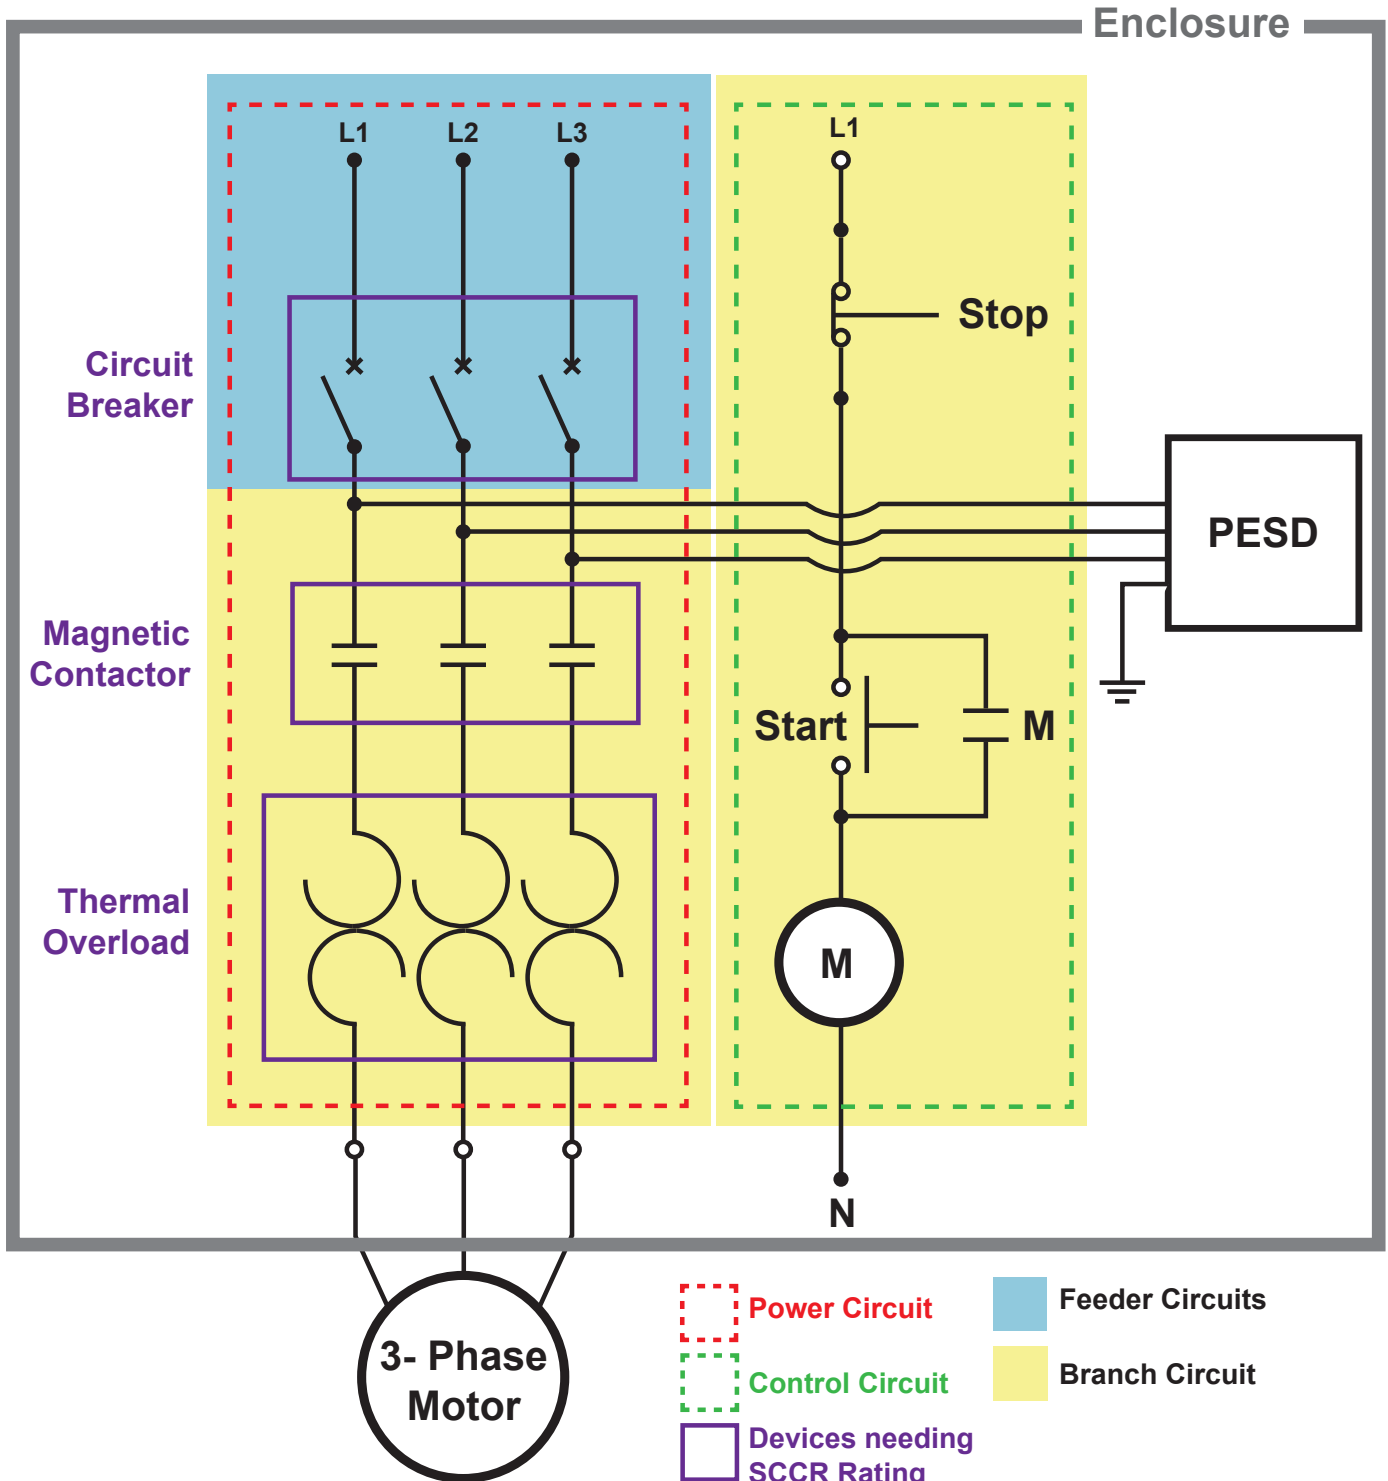 Enclosure
L1
L2
L3
L1
Stop
Circuit
Breaker
PESD
Magnetic
Contactor
Start
M
Thermal
Overload
M
N
3- Phase
Motor
Power Circuit
Feeder Circuits
Control Circuit
Branch Circuit
Devices needing
SCCR Rating